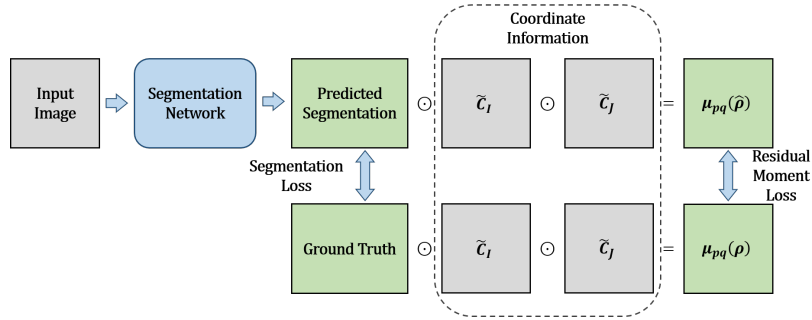 Coordinate
Information
Input
Image
Segmentation
Network
Predicted
Segmentation
⊙
C̃_I
⊙
C̃_J
=
μ_pq(ρ̂)
Segmentation
Loss
Residual
Moment
Loss
Ground Truth
⊙
C̃_I
⊙
C̃_J
=
μ_pq(ρ)